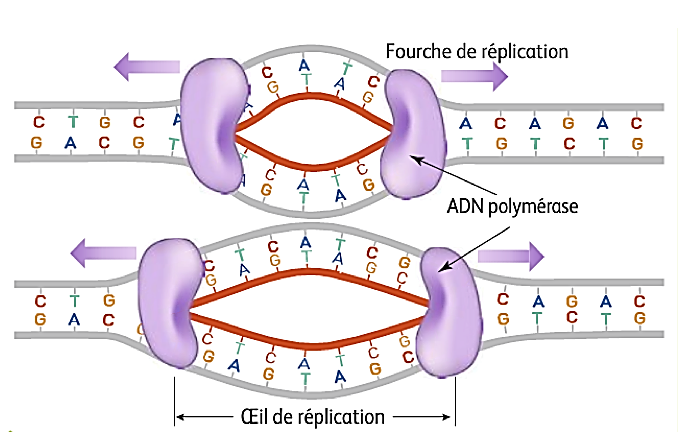 Fourche de réplication
C A T C
T A G
C T G C A A C A G A C
G A C G T T G T C T G
C A T C
G T A G
ADN polymérase
C T C A T C C
G A G T A G G
C T G C A G A C
G A C G T C T G
C T C A T C C
G A G T A G G
Œil de réplication